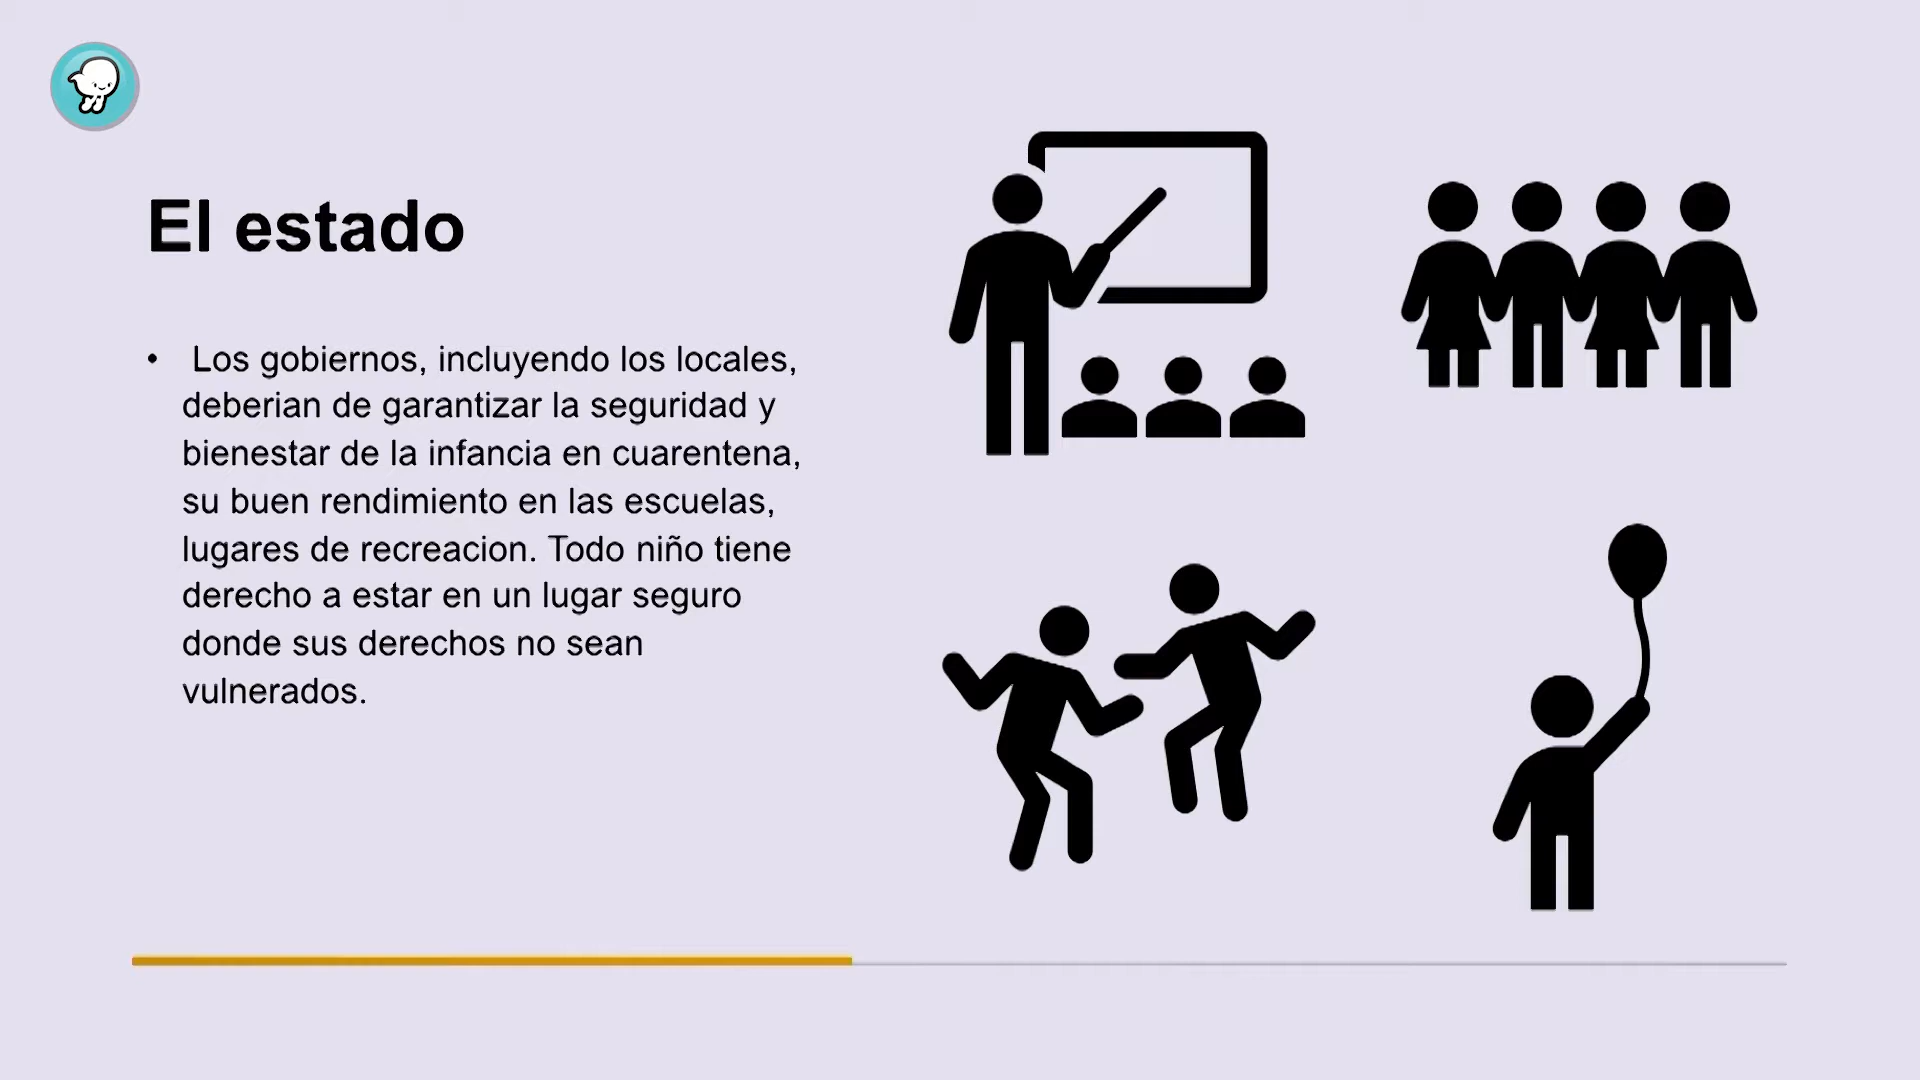 El estado
• Los gobiernos, incluyendo los locales,
deberian de garantizar la seguridad y
bienestar de la infancia en cuarentena,
su buen rendimiento en las escuelas,
lugares de recreacion. Todo niño tiene
derecho a estar en un lugar seguro
donde sus derechos no sean
vulnerados.